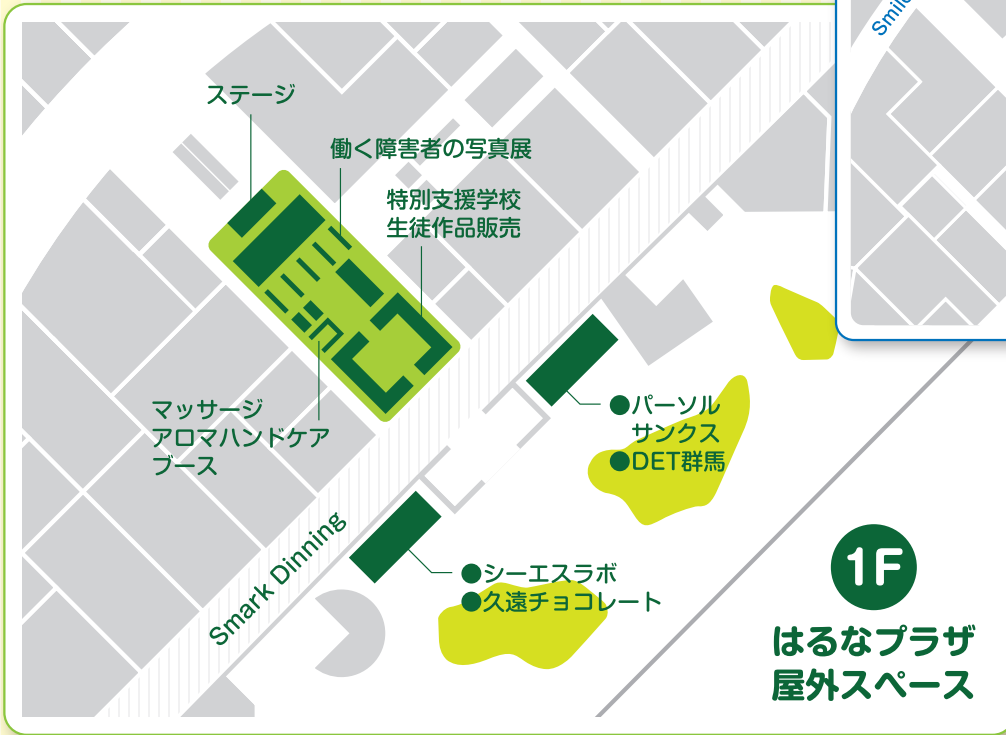 Smile
ステージ
働く障害者の写真展
特別支援学校
生徒作品販売
マッサージ
アロマハンドケア
ブース
●パーソル
サンクス
●DET群馬
Smark Dinning
●シーエスラボ
●久遠チョコレート
1F
はるなプラザ
屋外スペース